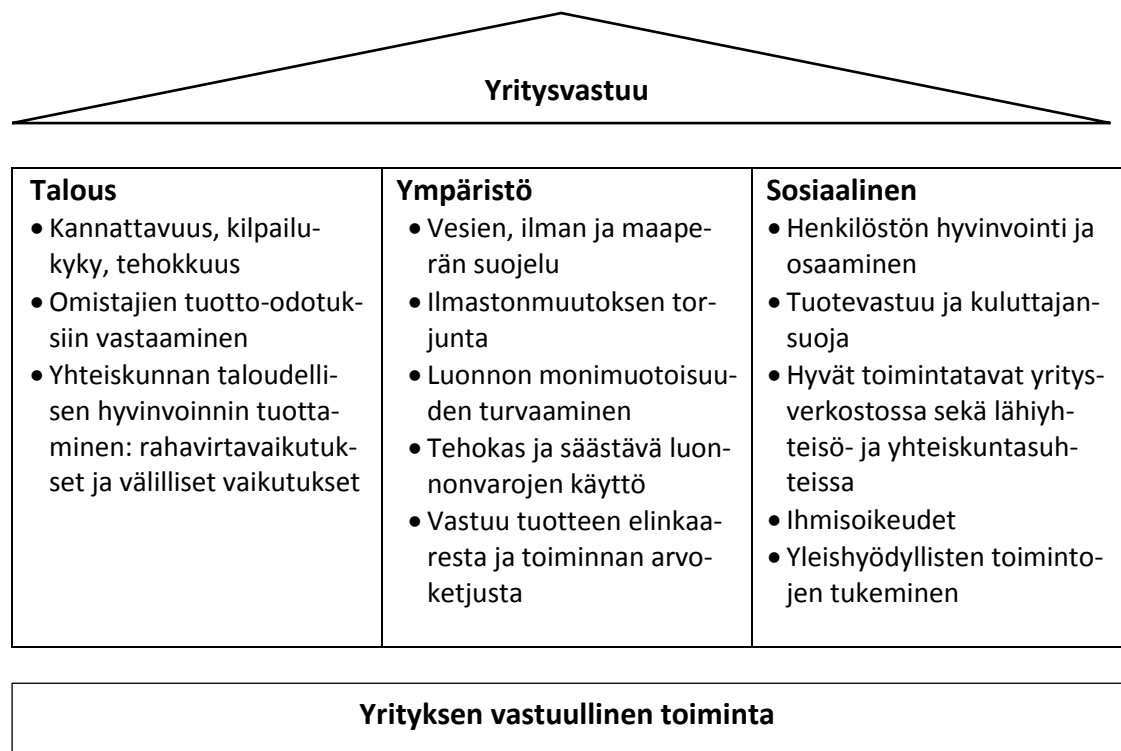 Yritysvastuu
Talous
• Kannattavuus, kilpailu-
kyky, tehokkuus
• Omistajien tuotto-odotuk-
siin vastaaminen
• Yhteiskunnan taloudelli-
sen hyvinvoinnin tuotta-
minen: rahavirtavaikutuk-
set ja välilliset vaikutukset
Ympäristö
• Vesien, ilman ja maape-
rän suojelu
• Ilmastonmuutoksen tor-
junta
• Luonnon monimuotoisuu-
den turvaaminen
• Tehokas ja säästävä luon-
nonvarojen käyttö
• Vastuu tuotteen elinkaa-
resta ja toiminnan arvo-
ketjusta
Sosiaalinen
• Henkilöstön hyvinvointi ja
osaaminen
• Tuotevastuu ja kuluttajan-
suoja
• Hyvät toimintatavat yritys-
verkostossa sekä lähiyh-
teisö- ja yhteiskuntasuh-
teissa
• Ihmisoikeudet
• Yleishyödyllisten toiminto-
jen tukeminen
Yrityksen vastuullinen toiminta